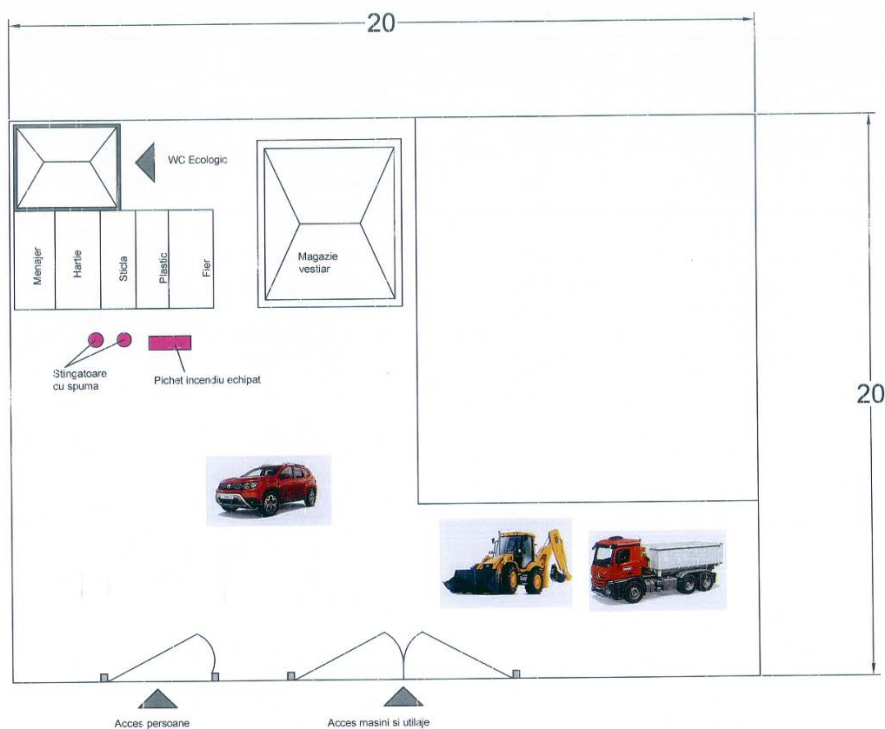 20
WC Ecologic
Menajer
Hartie
Sticla
Plastic
Fier
Magazie
vestiar
Stingatoare
cu spuma
Pichet incendiu echipat
20
Acces persoane
Acces masini si utilaje